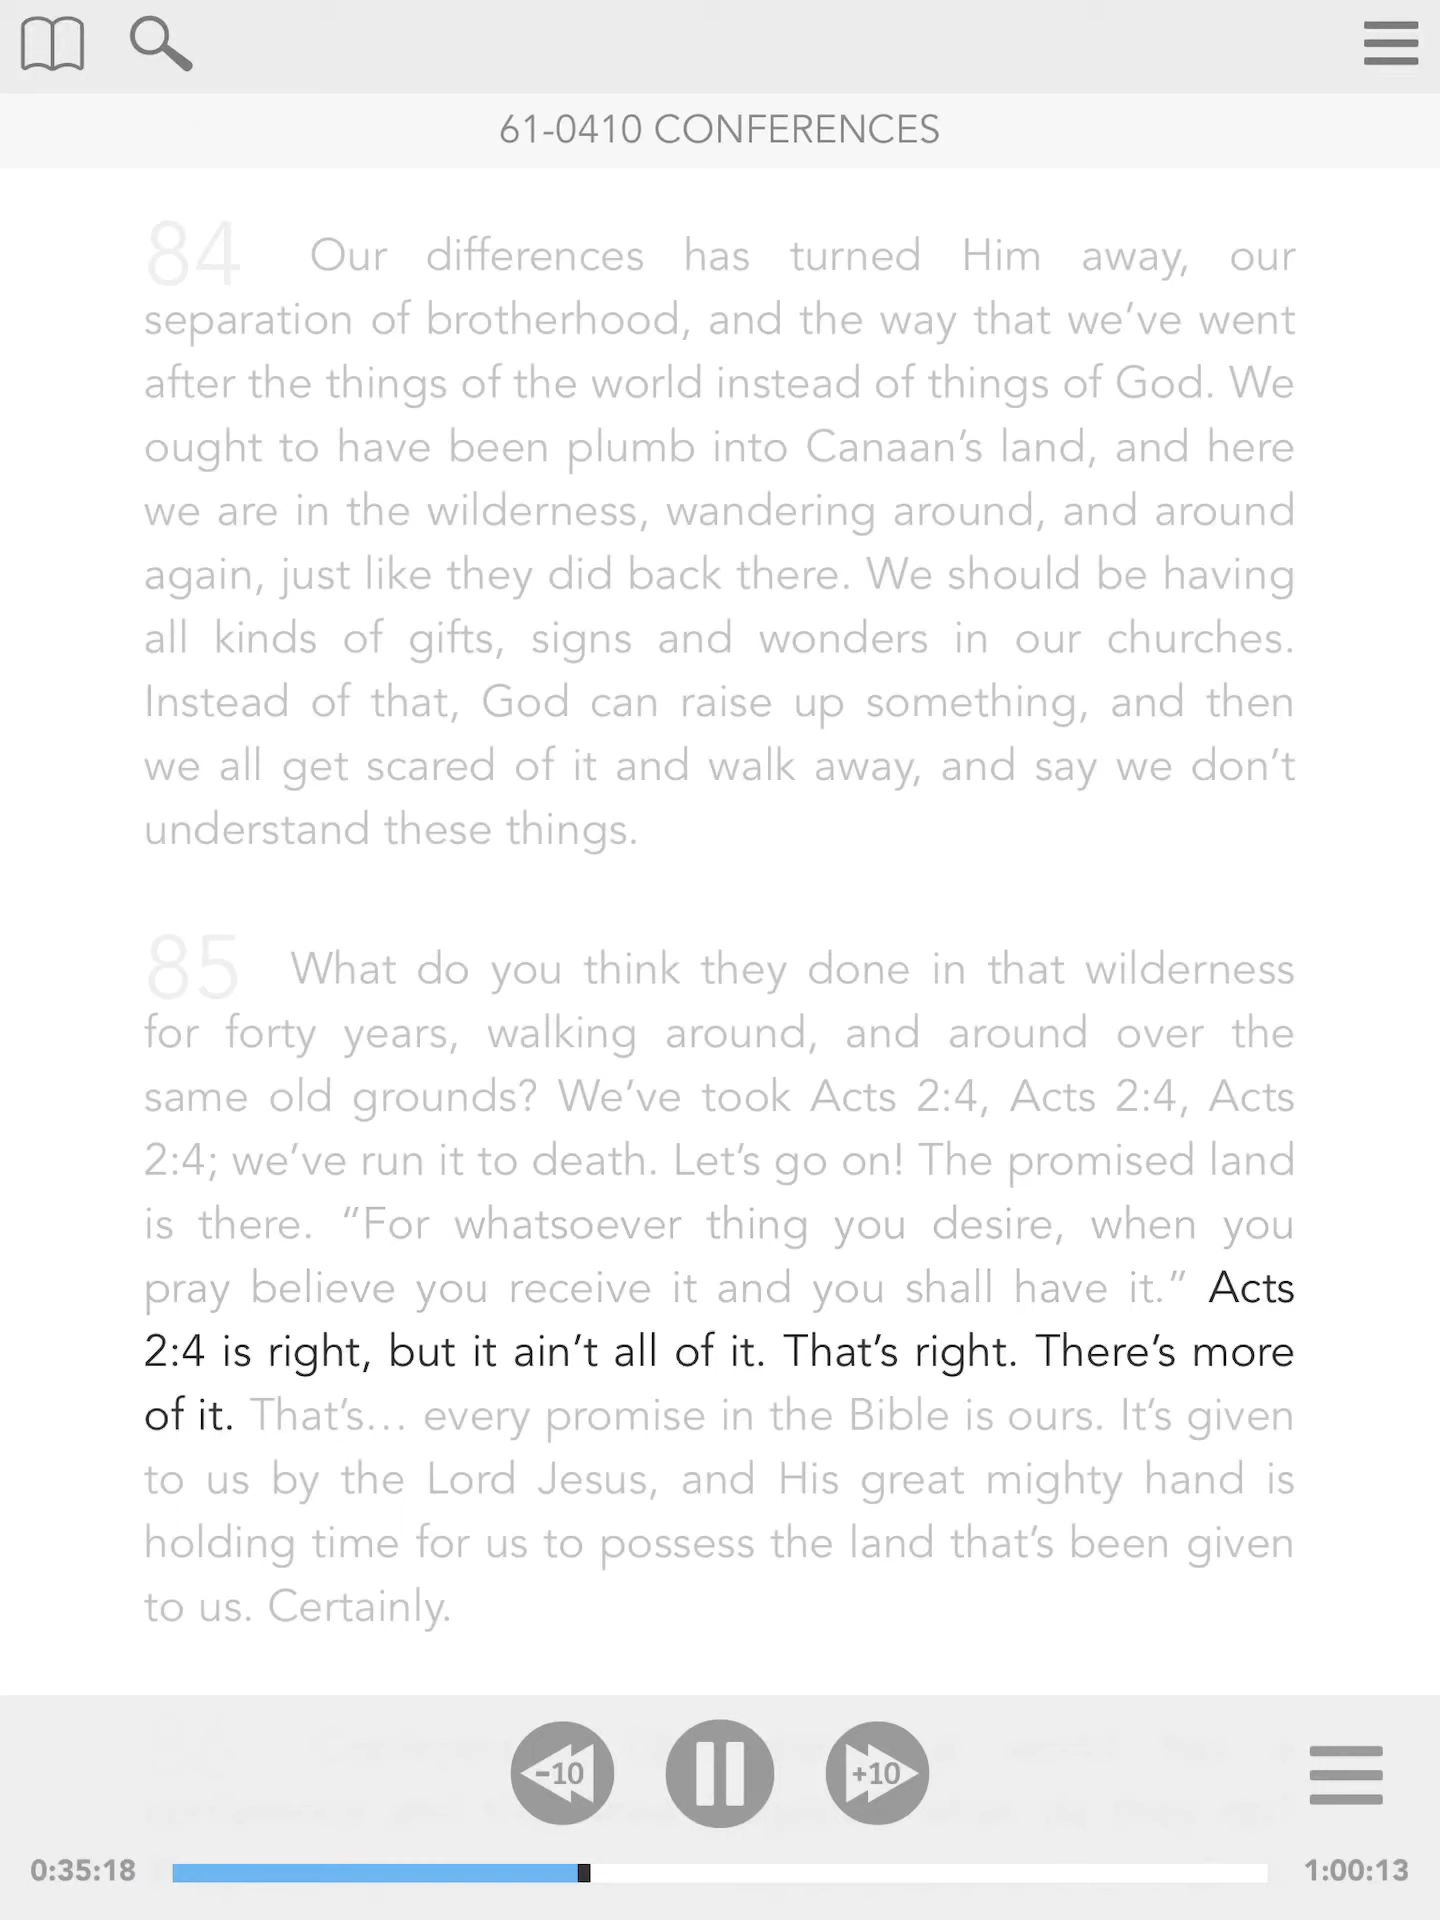 61-0410 CONFERENCES
84 Our differences has turned Him away, our
separation of brotherhood, and the way that we’ve went
after the things of the world instead of things of God. We
ought to have been plumb into Canaan’s land, and here
we are in the wilderness, wandering around, and around
again, just like they did back there. We should be having
all kinds of gifts, signs and wonders in our churches.
Instead of that, God can raise up something, and then
we all get scared of it and walk away, and say we don’t
understand these things.
85 What do you think they done in that wilderness
for forty years, walking around, and around over the
same old grounds? We’ve took Acts 2:4, Acts 2:4, Acts
2:4; we’ve run it to death. Let’s go on! The promised land
is there. “For whatsoever thing you desire, when you
pray believe you receive it and you shall have it.” Acts
2:4 is right, but it ain’t all of it. That’s right. There’s more
of it. That’s… every promise in the Bible is ours. It’s given
to us by the Lord Jesus, and His great mighty hand is
holding time for us to possess the land that’s been given
to us. Certainly.
-10 +10
0:35:18 1:00:13